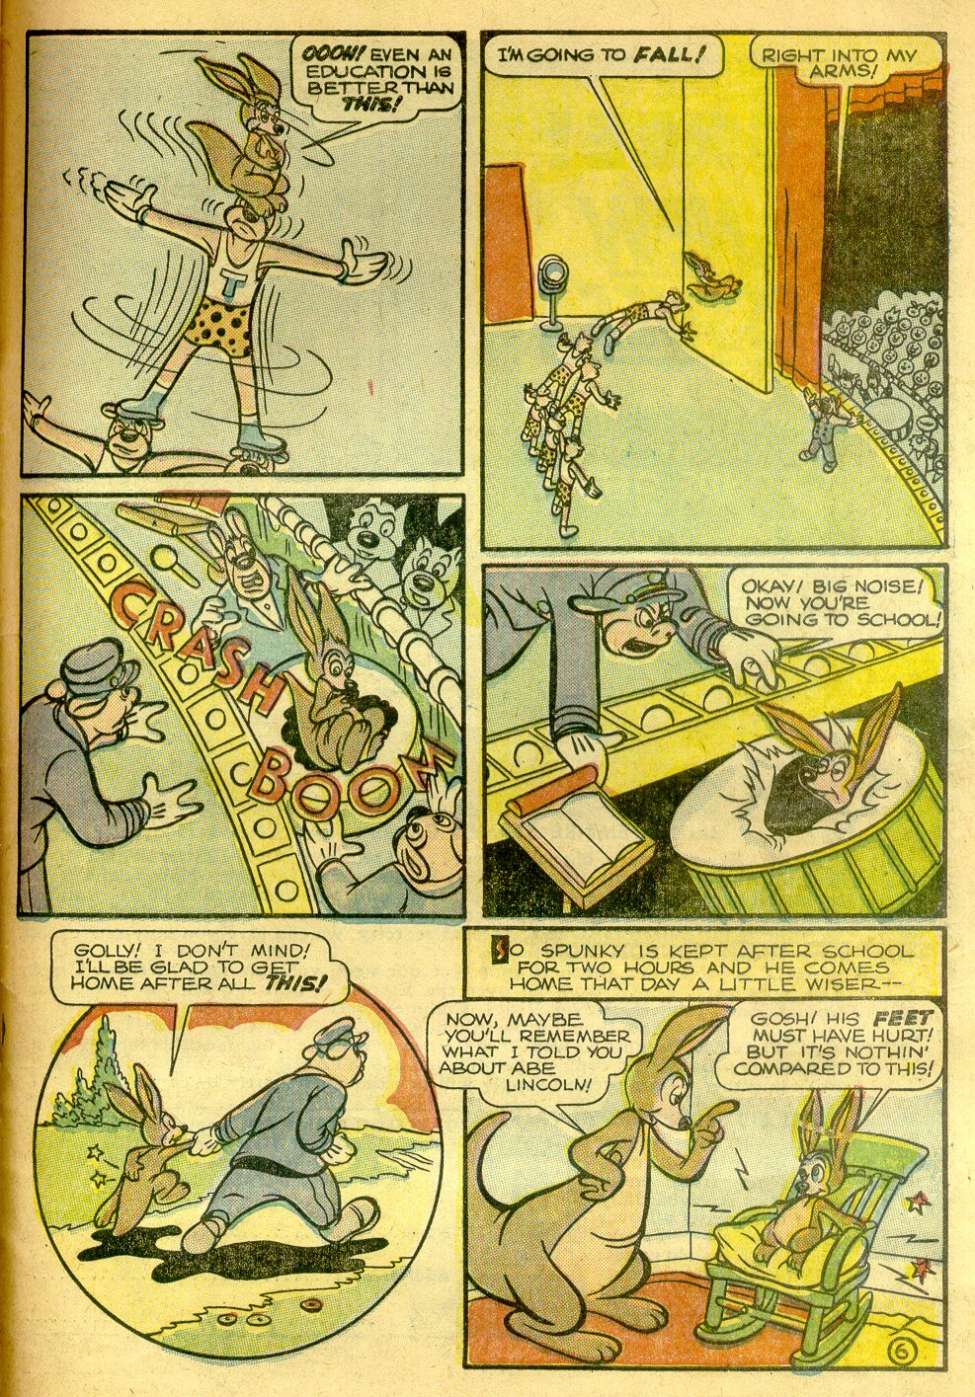 OOOH! EVEN AN
EDUCATION IS
BETTER THAN
THIS!
T
I'M GOING TO FALL!
RIGHT INTO MY
ARMS!
CRASH
BOOM
OKAY! BIG NOISE!
NOW YOU'RE
GOING TO SCHOOL!
GOLLY! I DON'T MIND!
I'LL BE GLAD TO GET
HOME AFTER ALL THIS!
SO SPUNKY IS KEPT AFTER SCHOOL
FOR TWO HOURS AND HE COMES
HOME THAT DAY A LITTLE WISER--
NOW, MAYBE
YOU'LL REMEMBER
WHAT I TOLD YOU
ABOUT ABE
LINCOLN!
GOSH! HIS FEET
MUST HAVE HURT!
BUT IT'S NOTHIN'
COMPARED TO THIS!
6